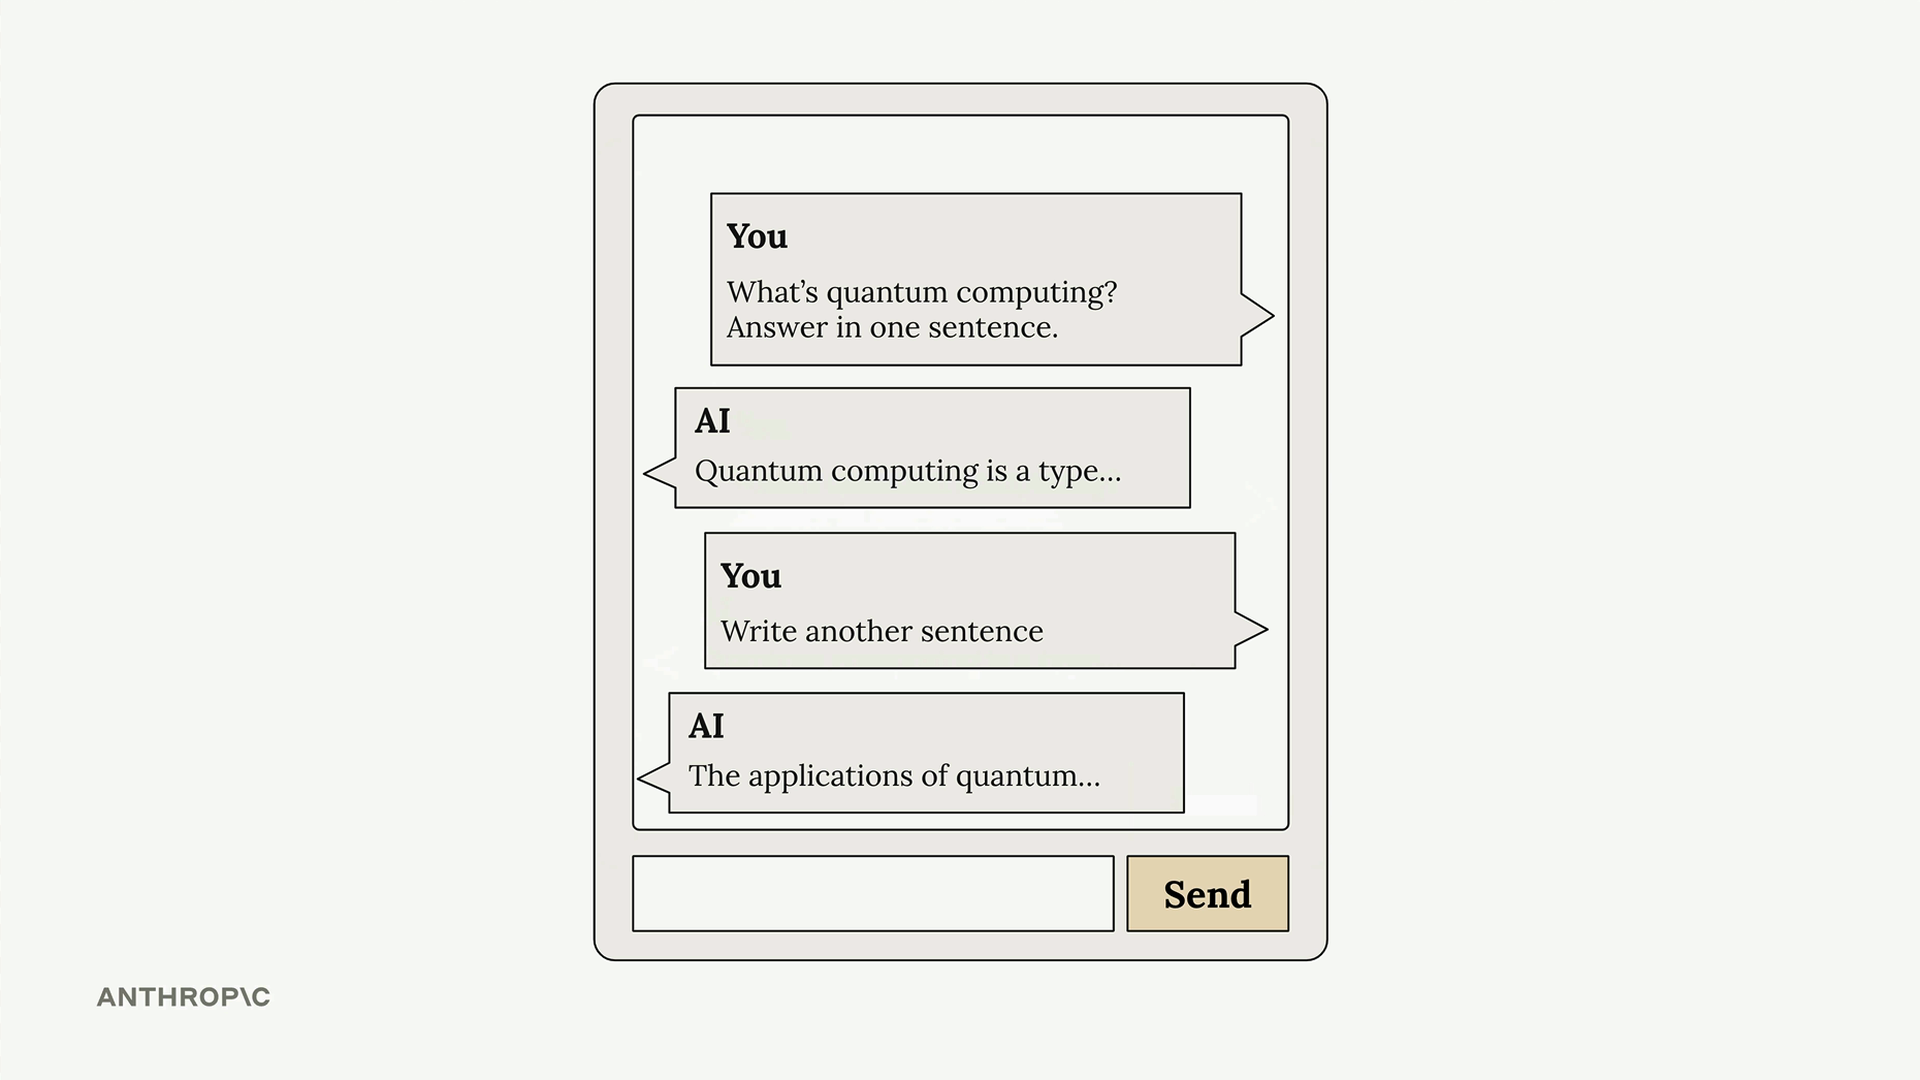 You
What’s quantum computing?
Answer in one sentence.
AI
Quantum computing is a type...
You
Write another sentence
AI
The applications of quantum...
Send
ANTHROP\C